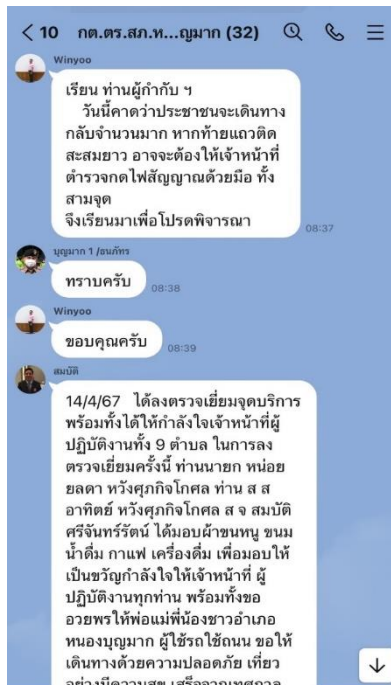 10 กต.ตร.สภ.ห...ญมาก (32)
Winyoo
เรียน ท่านผู้กำกับ ฯ
วันนี้คาดว่าประชาชนจะเดินทาง
กลับจำนวนมาก หากท้ายแถวติด
สะสมยาว อาจจะต้องให้เจ้าหน้าที่
ตำรวจกดไฟสัญญาณด้วยมือ ทั้ง
สามจุด
จึงเรียนมาเพื่อโปรดพิจารณา
08:37
บุญมาก 1 /ธนภัทร
ทราบครับ
08:38
Winyoo
ขอบคุณครับ
08:39
สมบัติ
14/4/67 ได้ลงตรวจเยี่ยมจุดบริการ
พร้อมทั้งได้ให้กำลังใจเจ้าหน้าที่ผู้
ปฏิบัติงานทั้ง 9 ตำบล ในการลง
ตรวจเยี่ยมครั้งนี้ ท่านนายก หน่อย
ยลดา หวังศุภกิจโกศล ท่าน ส ส
อาทิตย์ หวังศุภกิจโกศล ส จ สมบัติ
ศรีจันทร์รัตน์ ได้มอบผ้าขนหนู ขนม
น้ำดื่ม กาแฟ เครื่องดื่ม เพื่อมอบให้
เป็นขวัญกำลังใจให้เจ้าหน้าที่ ผู้
ปฏิบัติงานทุกท่าน พร้อมทั้งขอ
อวยพรให้พ่อแม่พี่น้องชาวอำเภอ
หนองบุญมาก ผู้ใช้รถใช้ถนน ขอให้
เดินทางด้วยความปลอดภัย เที่ยว
อย่างมีความสุข เสร็จจากเทศกาล